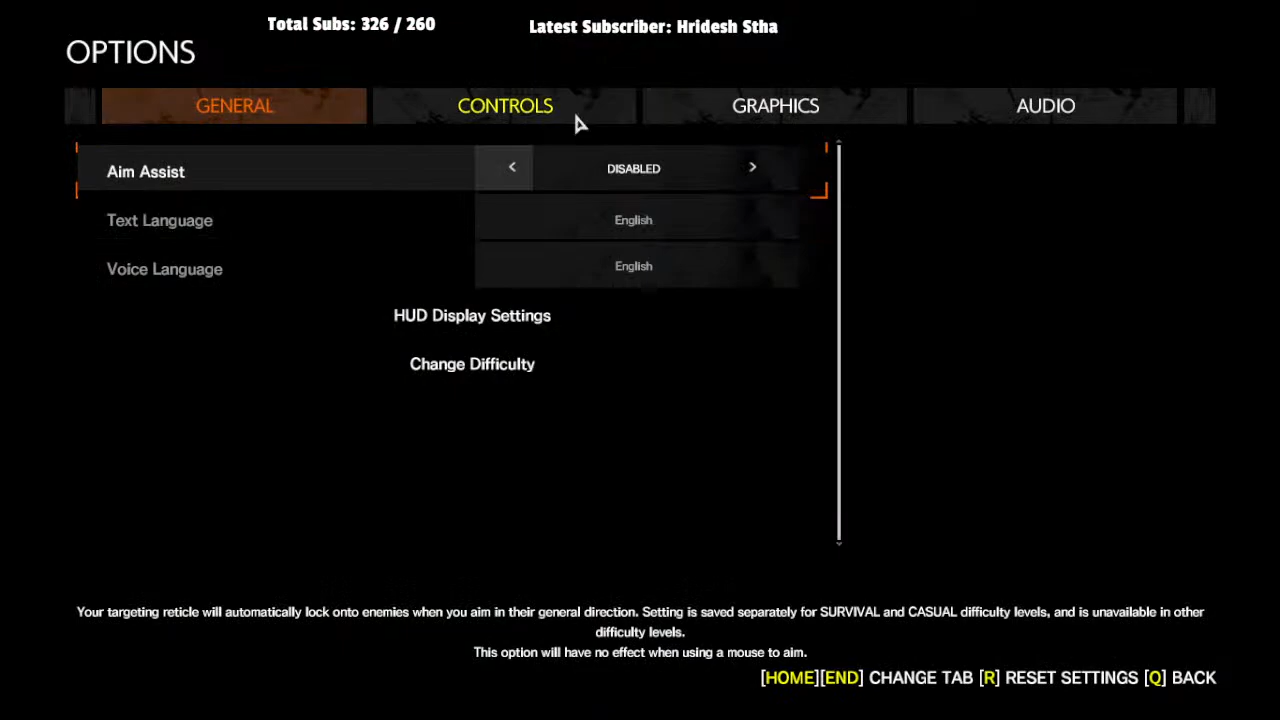 Total Subs: 326 / 260
Latest Subscriber: Hridesh Stha
OPTIONS
GENERAL
CONTROLS
GRAPHICS
AUDIO
Aim Assist
< DISABLED >
Text Language
English
Voice Language
English
HUD Display Settings
Change Difficulty
Your targeting reticle will automatically lock onto enemies when you aim in their general direction. Setting is saved separately for SURVIVAL and CASUAL difficulty levels, and is unavailable in other
difficulty levels.
This option will have no effect when using a mouse to aim.
[HOME][END] CHANGE TAB [R] RESET SETTINGS [Q] BACK